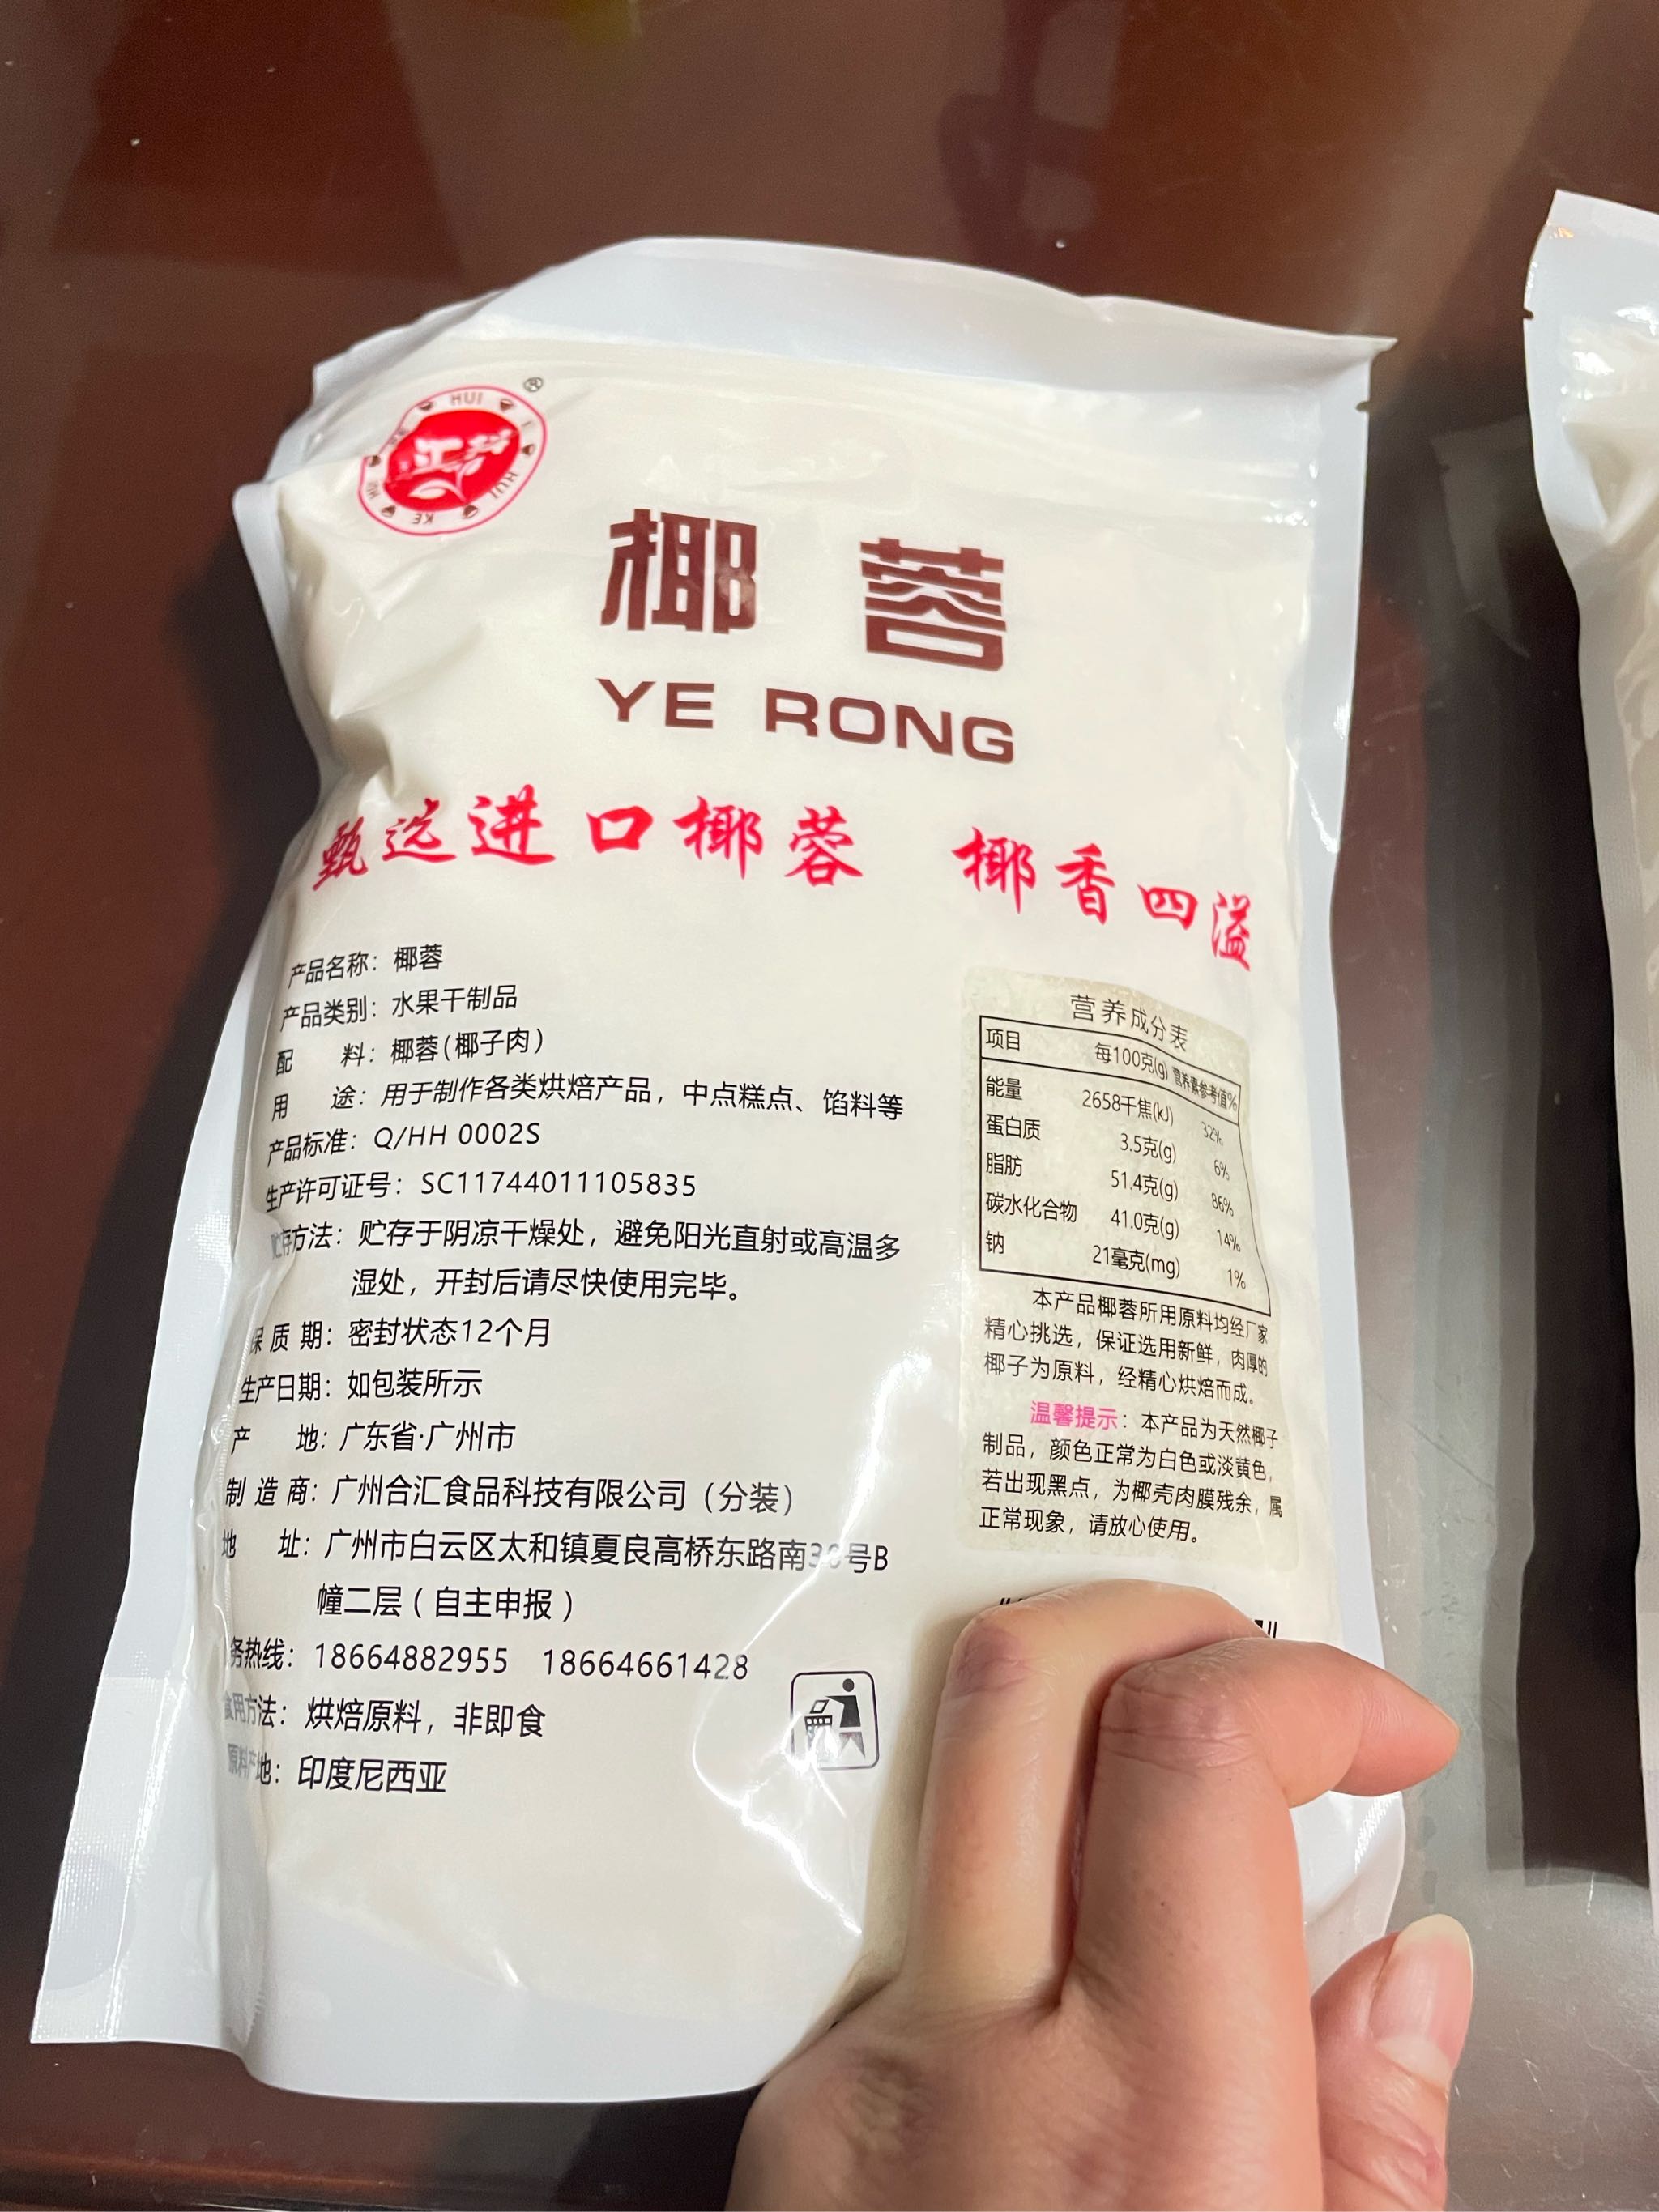 ®
HUI
HUI
KE
椰蓉
YE RONG
甄选进口椰蓉 椰香四溢
产品名称：椰蓉
产品类别：水果干制品
配 料：椰蓉（椰子肉）
用 途：用于制作各类烘焙产品，中点糕点、馅料等
产品标准：Q/HH 0002S
生产许可证号：SC11744011105835
贮存方法：贮存于阴凉干燥处，避免阳光直射或高温多
湿处，开封后请尽快使用完毕。
保质期：密封状态12个月
生产日期：如包装所示
产 地：广东省·广州市
制造商：广州合汇食品科技有限公司（分装）
地 址：广州市白云区太和镇夏良高桥东路南号B
幢二层（自主申报）
务热线：18664882955 18664661428
食用方法：烘焙原料，非即食
原料产地：印度尼西亚
营养成分表
项目 每100克(g) 营养素参考值%
能量 2658千焦(kJ) 32%
蛋白质 3.5克(g) 6%
脂肪 51.4克(g) 86%
碳水化合物 41.0克(g) 14%
钠 21毫克(mg) 1%
本产品椰蓉所用原料均经厂家
精心挑选，保证选用新鲜，肉厚的
椰子为原料，经精心烘焙而成。
温馨提示：本产品为天然椰子
制品，颜色正常为白色或淡黄色，
若出现黑点，为椰壳肉膜残余，属
正常现象，请放心使用。